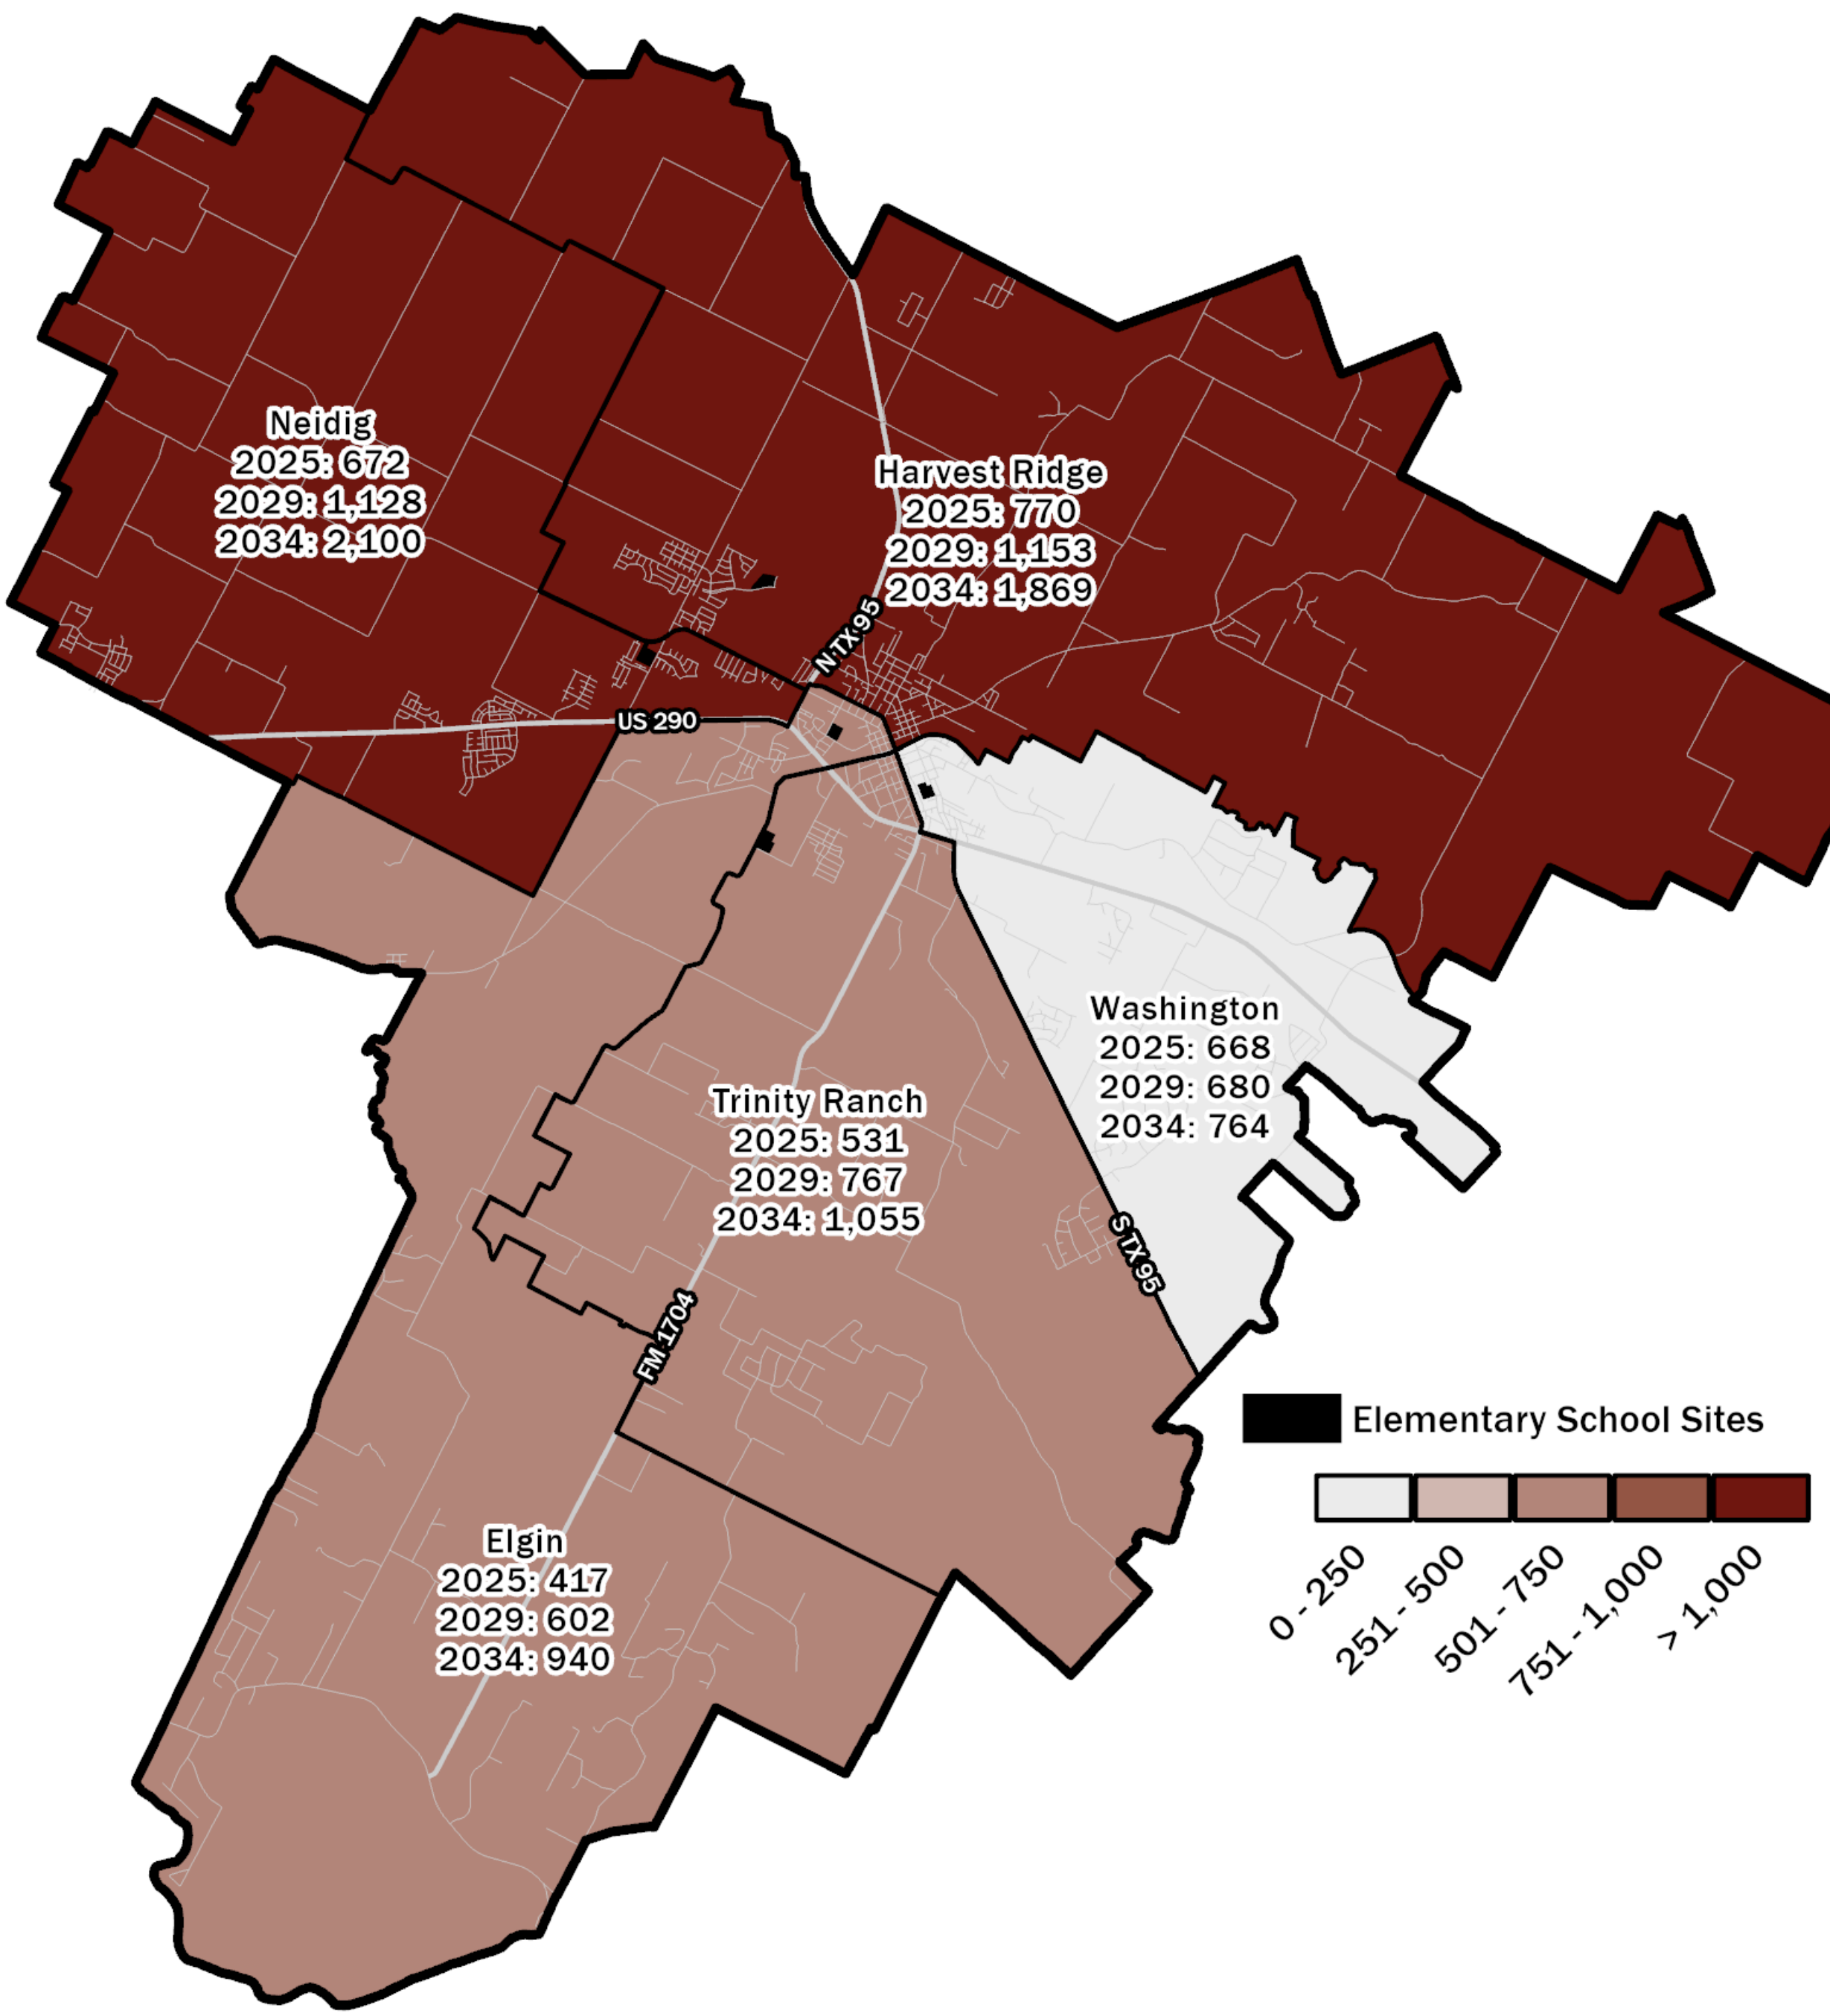 Neidig
2025: 672
2029: 1,128
2034: 2,100
Harvest Ridge
2025: 770
2029: 1,153
2034: 1,869
N TX 95
US 290
Washington
2025: 668
2029: 680
2034: 764
Trinity Ranch
2025: 531
2029: 767
2034: 1,055
S TX 95
FM 1704
Elgin
2025: 417
2029: 602
2034: 940
Elementary School Sites
0 - 250
251 - 500
501 - 750
751 - 1,000
> 1,000